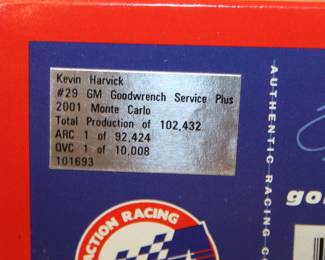 Kevin Harvick
#29 GM Goodwrench Service Plus
2001 Monte Carlo
Total Production of 102,432
ARC 1 of 92,424
QVC 1 of 10,008
101693
ACTION RACING
AUTHENTIC RACING